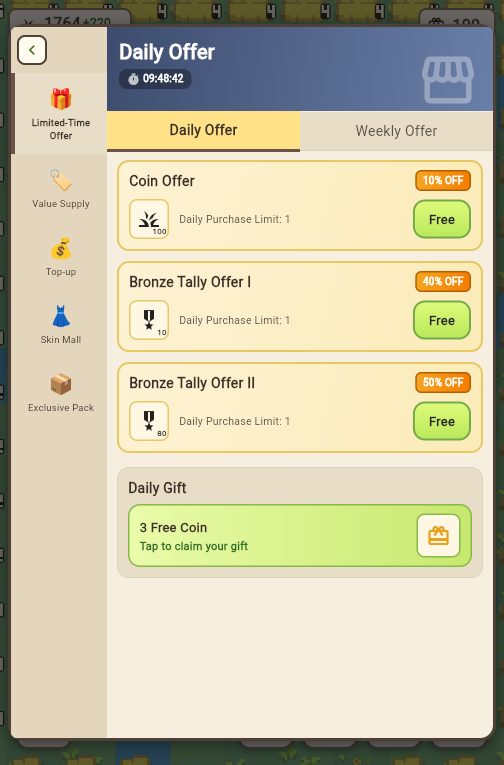 1764 +220
100
Daily Offer
09:48:42
Limited-Time
Offer
Value Supply
Top-up
Skin Mall
Exclusive Pack
Daily Offer
Weekly Offer
Coin Offer
10% OFF
100
Daily Purchase Limit: 1
Free
Bronze Tally Offer I
40% OFF
10
Daily Purchase Limit: 1
Free
Bronze Tally Offer II
50% OFF
80
Daily Purchase Limit: 1
Free
Daily Gift
3 Free Coin
Tap to claim your gift